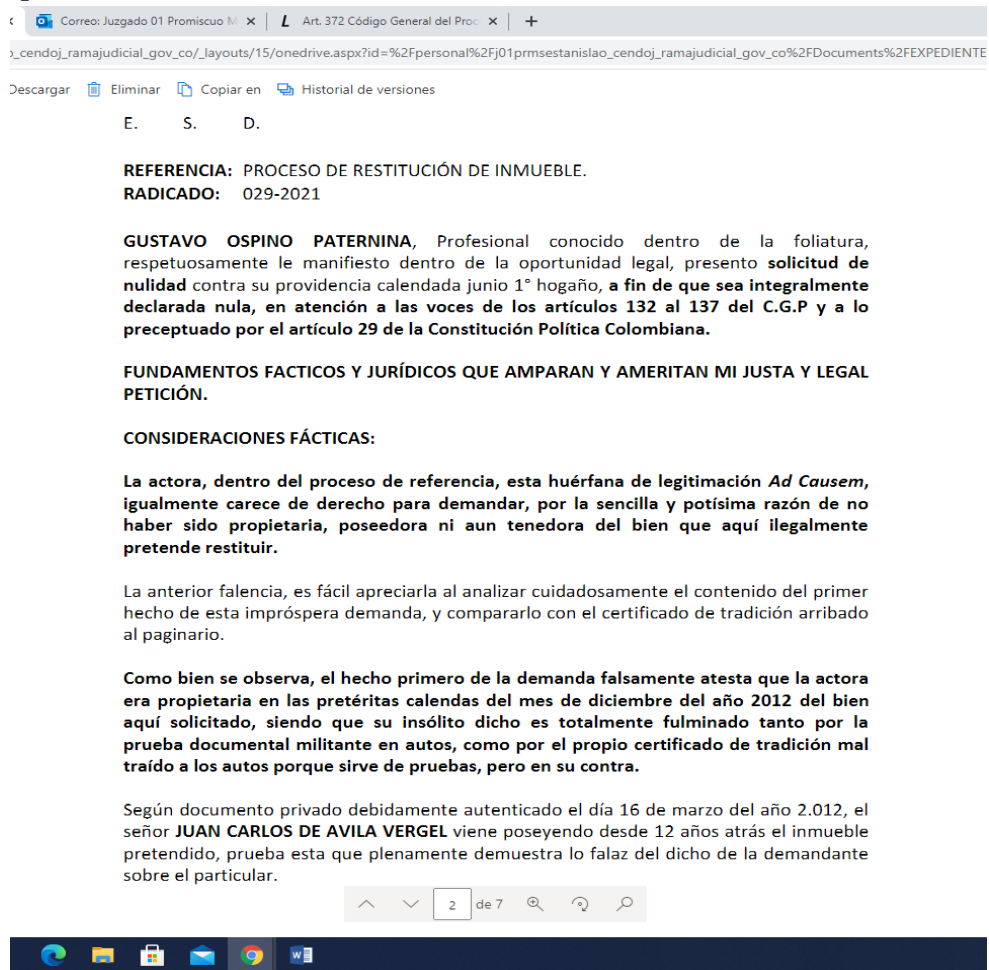 Correo: Juzgado 01 Promiscuo M
Art. 372 Código General del Proc
o_cendoj_ramajudicial_gov_co/_layouts/15/onedrive.aspx?id=%2Fpersonal%2Fj01prmsestanislao_cendoj_ramajudicial_gov_co%2FDocuments%2FEXPEDIENTE
Descargar Eliminar Copiar en Historial de versiones
E. S. D.
REFERENCIA: PROCESO DE RESTITUCIÓN DE INMUEBLE.
RADICADO: 029-2021
GUSTAVO OSPINO PATERNINA, Profesional conocido dentro de la foliatura,
respetuosamente le manifiesto dentro de la oportunidad legal, presento solicitud de
nulidad contra su providencia calendada junio 1° hogaño, a fin de que sea integralmente
declarada nula, en atención a las voces de los artículos 132 al 137 del C.G.P y a lo
preceptuado por el artículo 29 de la Constitución Política Colombiana.
FUNDAMENTOS FACTICOS Y JURÍDICOS QUE AMPARAN Y AMERITAN MI JUSTA Y LEGAL
PETICIÓN.
CONSIDERACIONES FÁCTICAS:
La actora, dentro del proceso de referencia, esta huérfana de legitimación Ad Causem,
igualmente carece de derecho para demandar, por la sencilla y potísima razón de no
haber sido propietaria, poseedora ni aun tenedora del bien que aquí ilegalmente
pretende restituir.
La anterior falencia, es fácil apreciarla al analizar cuidadosamente el contenido del primer
hecho de esta impróspera demanda, y compararlo con el certificado de tradición arribado
al paginario.
Como bien se observa, el hecho primero de la demanda falsamente atesta que la actora
era propietaria en las pretéritas calendas del mes de diciembre del año 2012 del bien
aquí solicitado, siendo que su insólito dicho es totalmente fulminado tanto por la
prueba documental militante en autos, como por el propio certificado de tradición mal
traído a los autos porque sirve de pruebas, pero en su contra.
Según documento privado debidamente autenticado el día 16 de marzo del año 2.012, el
señor JUAN CARLOS DE AVILA VERGEL viene poseyendo desde 12 años atrás el inmueble
pretendido, prueba esta que plenamente demuestra lo falaz del dicho de la demandante
sobre el particular.
2 de 7